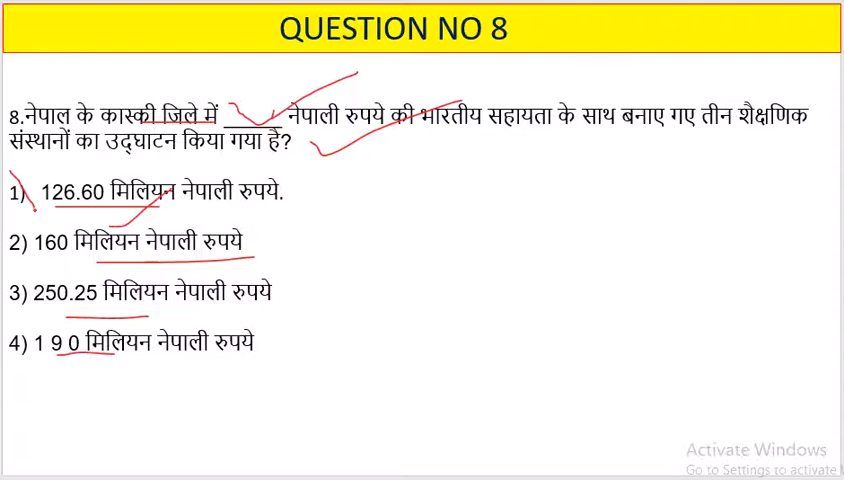 QUESTION NO 8
8.नेपाल के कास्की जिले में ______ नेपाली रुपये की भारतीय सहायता के साथ बनाए गए तीन शैक्षणिक
संस्थानों का उद्घाटन किया गया है?
1) 126.60 मिलियन नेपाली रुपये.
2) 160 मिलियन नेपाली रुपये
3) 250.25 मिलियन नेपाली रुपये
4) 1 9 0 मिलियन नेपाली रुपये
Activate Windows
Go to Settings to activate